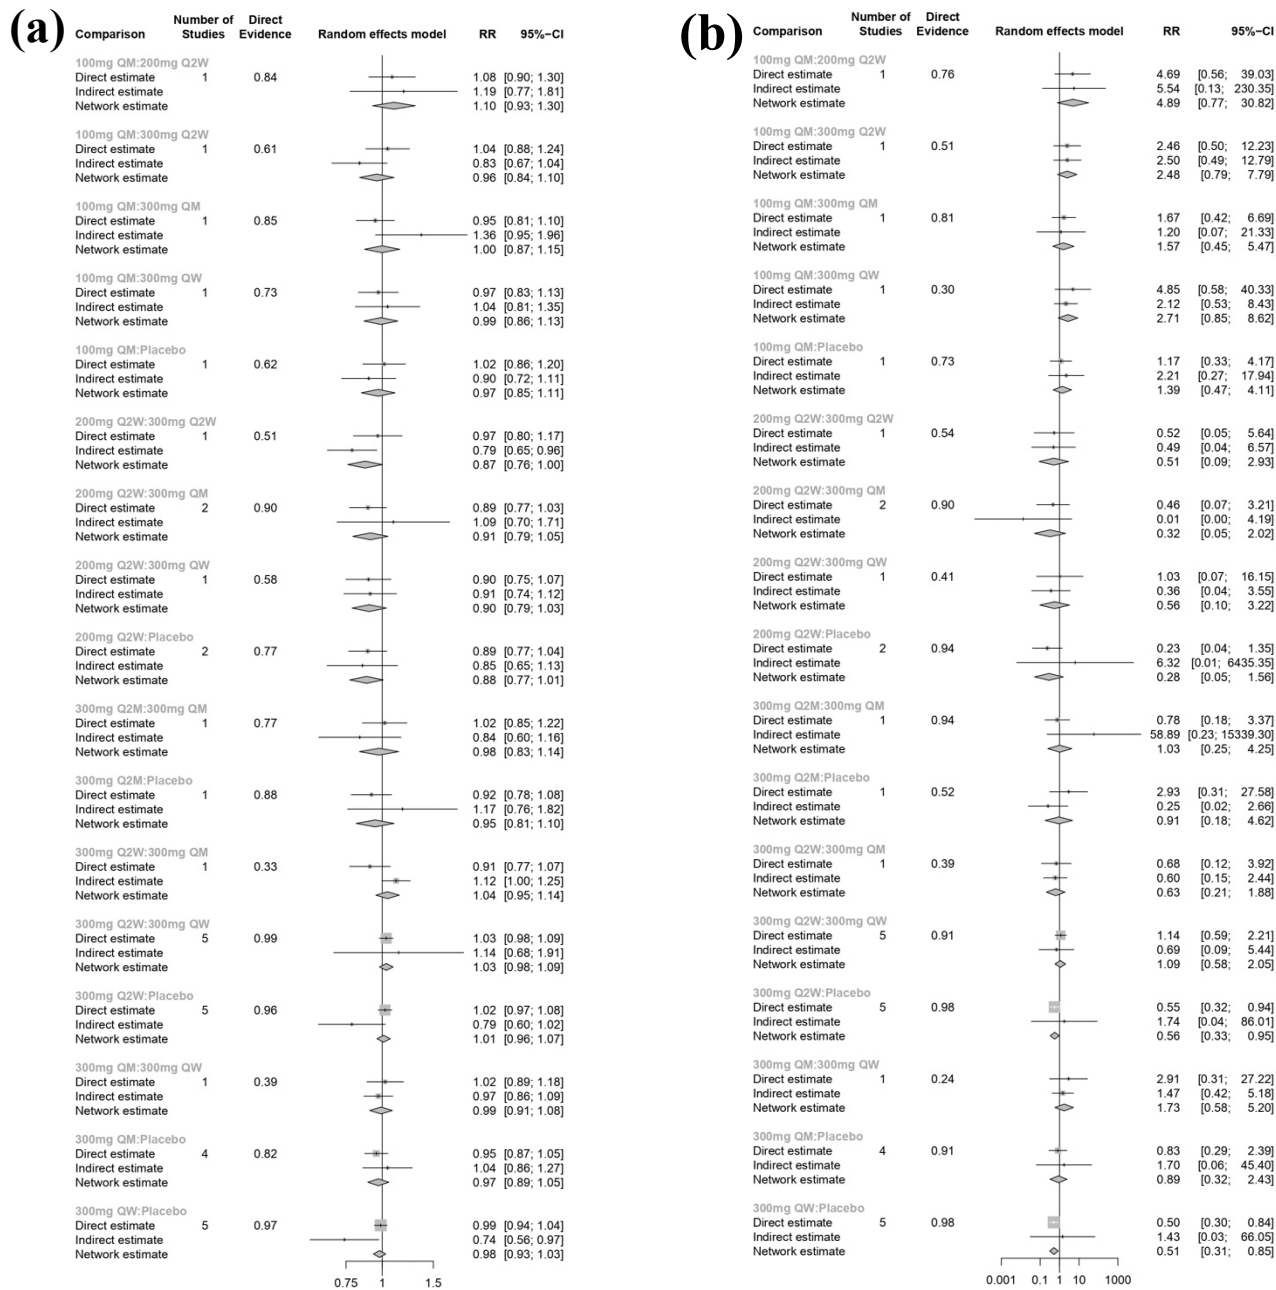 (a)
Comparison Number of Studies Direct Evidence Random effects model RR 95%−CI
100mg QM:200mg Q2W
Direct estimate 1 0.84 1.08 [0.90; 1.30]
Indirect estimate 1.19 [0.77; 1.81]
Network estimate 1.10 [0.93; 1.30]
100mg QM:300mg Q2W
Direct estimate 1 0.61 1.04 [0.88; 1.24]
Indirect estimate 0.83 [0.67; 1.04]
Network estimate 0.96 [0.84; 1.10]
100mg QM:300mg QM
Direct estimate 1 0.85 0.95 [0.81; 1.10]
Indirect estimate 1.36 [0.95; 1.96]
Network estimate 1.00 [0.87; 1.15]
100mg QM:300mg QW
Direct estimate 1 0.73 0.97 [0.83; 1.13]
Indirect estimate 1.04 [0.81; 1.35]
Network estimate 0.99 [0.86; 1.13]
100mg QM:Placebo
Direct estimate 1 0.62 1.02 [0.86; 1.20]
Indirect estimate 0.90 [0.72; 1.11]
Network estimate 0.97 [0.85; 1.11]
200mg Q2W:300mg Q2W
Direct estimate 1 0.51 0.97 [0.80; 1.17]
Indirect estimate 0.79 [0.65; 0.96]
Network estimate 0.87 [0.76; 1.00]
200mg Q2W:300mg QM
Direct estimate 2 0.90 0.89 [0.77; 1.03]
Indirect estimate 1.09 [0.70; 1.71]
Network estimate 0.91 [0.79; 1.05]
200mg Q2W:300mg QW
Direct estimate 1 0.58 0.90 [0.75; 1.07]
Indirect estimate 0.91 [0.74; 1.12]
Network estimate 0.90 [0.79; 1.03]
200mg Q2W:Placebo
Direct estimate 2 0.77 0.89 [0.77; 1.04]
Indirect estimate 0.85 [0.65; 1.13]
Network estimate 0.88 [0.77; 1.01]
300mg Q2M:300mg QM
Direct estimate 1 0.77 1.02 [0.85; 1.22]
Indirect estimate 0.84 [0.60; 1.16]
Network estimate 0.98 [0.83; 1.14]
300mg Q2M:Placebo
Direct estimate 1 0.88 0.92 [0.78; 1.08]
Indirect estimate 1.17 [0.76; 1.82]
Network estimate 0.95 [0.81; 1.10]
300mg Q2W:300mg QM
Direct estimate 1 0.33 0.91 [0.77; 1.07]
Indirect estimate 1.12 [1.00; 1.25]
Network estimate 1.04 [0.95; 1.14]
300mg Q2W:300mg QW
Direct estimate 5 0.99 1.03 [0.98; 1.09]
Indirect estimate 1.14 [0.68; 1.91]
Network estimate 1.03 [0.98; 1.09]
300mg Q2W:Placebo
Direct estimate 5 0.96 1.02 [0.97; 1.08]
Indirect estimate 0.79 [0.60; 1.02]
Network estimate 1.01 [0.96; 1.07]
300mg QM:300mg QW
Direct estimate 1 0.39 1.02 [0.89; 1.18]
Indirect estimate 0.97 [0.86; 1.09]
Network estimate 0.99 [0.91; 1.08]
300mg QM:Placebo
Direct estimate 4 0.82 0.95 [0.87; 1.05]
Indirect estimate 1.04 [0.86; 1.27]
Network estimate 0.97 [0.89; 1.05]
300mg QW:Placebo
Direct estimate 5 0.97 0.99 [0.94; 1.04]
Indirect estimate 0.74 [0.56; 0.97]
Network estimate 0.98 [0.93; 1.03]
0.75 1 1.5
(b)
Comparison Number of Studies Direct Evidence Random effects model RR 95%−CI
100mg QM:200mg Q2W
Direct estimate 1 0.76 4.69 [0.56; 39.03]
Indirect estimate 5.54 [0.13; 230.35]
Network estimate 4.89 [0.77; 30.82]
100mg QM:300mg Q2W
Direct estimate 1 0.51 2.46 [0.50; 12.23]
Indirect estimate 2.50 [0.49; 12.79]
Network estimate 2.48 [0.79; 7.79]
100mg QM:300mg QM
Direct estimate 1 0.81 1.67 [0.42; 6.69]
Indirect estimate 1.20 [0.07; 21.33]
Network estimate 1.57 [0.45; 5.47]
100mg QM:300mg QW
Direct estimate 1 0.30 4.85 [0.58; 40.33]
Indirect estimate 2.12 [0.53; 8.43]
Network estimate 2.71 [0.85; 8.62]
100mg QM:Placebo
Direct estimate 1 0.73 1.17 [0.33; 4.17]
Indirect estimate 2.21 [0.27; 17.94]
Network estimate 1.39 [0.47; 4.11]
200mg Q2W:300mg Q2W
Direct estimate 1 0.54 0.52 [0.05; 5.64]
Indirect estimate 0.49 [0.04; 6.57]
Network estimate 0.51 [0.09; 2.93]
200mg Q2W:300mg QM
Direct estimate 2 0.90 0.46 [0.07; 3.21]
Indirect estimate 0.01 [0.00; 4.19]
Network estimate 0.32 [0.05; 2.02]
200mg Q2W:300mg QW
Direct estimate 1 0.41 1.03 [0.07; 16.15]
Indirect estimate 0.36 [0.04; 3.55]
Network estimate 0.56 [0.10; 3.22]
200mg Q2W:Placebo
Direct estimate 2 0.94 0.23 [0.04; 1.35]
Indirect estimate 6.32 [0.01; 6435.35]
Network estimate 0.28 [0.05; 1.56]
300mg Q2M:300mg QM
Direct estimate 1 0.94 0.78 [0.18; 3.37]
Indirect estimate 58.89 [0.23; 15339.30]
Network estimate 1.03 [0.25; 4.25]
300mg Q2M:Placebo
Direct estimate 1 0.52 2.93 [0.31; 27.58]
Indirect estimate 0.25 [0.02; 2.66]
Network estimate 0.91 [0.18; 4.62]
300mg Q2W:300mg QM
Direct estimate 1 0.39 0.68 [0.12; 3.92]
Indirect estimate 0.60 [0.15; 2.44]
Network estimate 0.63 [0.21; 1.88]
300mg Q2W:300mg QW
Direct estimate 5 0.91 1.14 [0.59; 2.21]
Indirect estimate 0.69 [0.09; 5.44]
Network estimate 1.09 [0.58; 2.05]
300mg Q2W:Placebo
Direct estimate 5 0.98 0.55 [0.32; 0.94]
Indirect estimate 1.74 [0.04; 86.01]
Network estimate 0.56 [0.33; 0.95]
300mg QM:300mg QW
Direct estimate 1 0.24 2.91 [0.31; 27.22]
Indirect estimate 1.47 [0.42; 5.18]
Network estimate 1.73 [0.58; 5.20]
300mg QM:Placebo
Direct estimate 4 0.91 0.83 [0.29; 2.39]
Indirect estimate 1.70 [0.06; 45.40]
Network estimate 0.89 [0.32; 2.43]
300mg QW:Placebo
Direct estimate 5 0.98 0.50 [0.30; 0.84]
Indirect estimate 1.43 [0.03; 66.05]
Network estimate 0.51 [0.31; 0.85]
0.001 0.1 1 10 1000